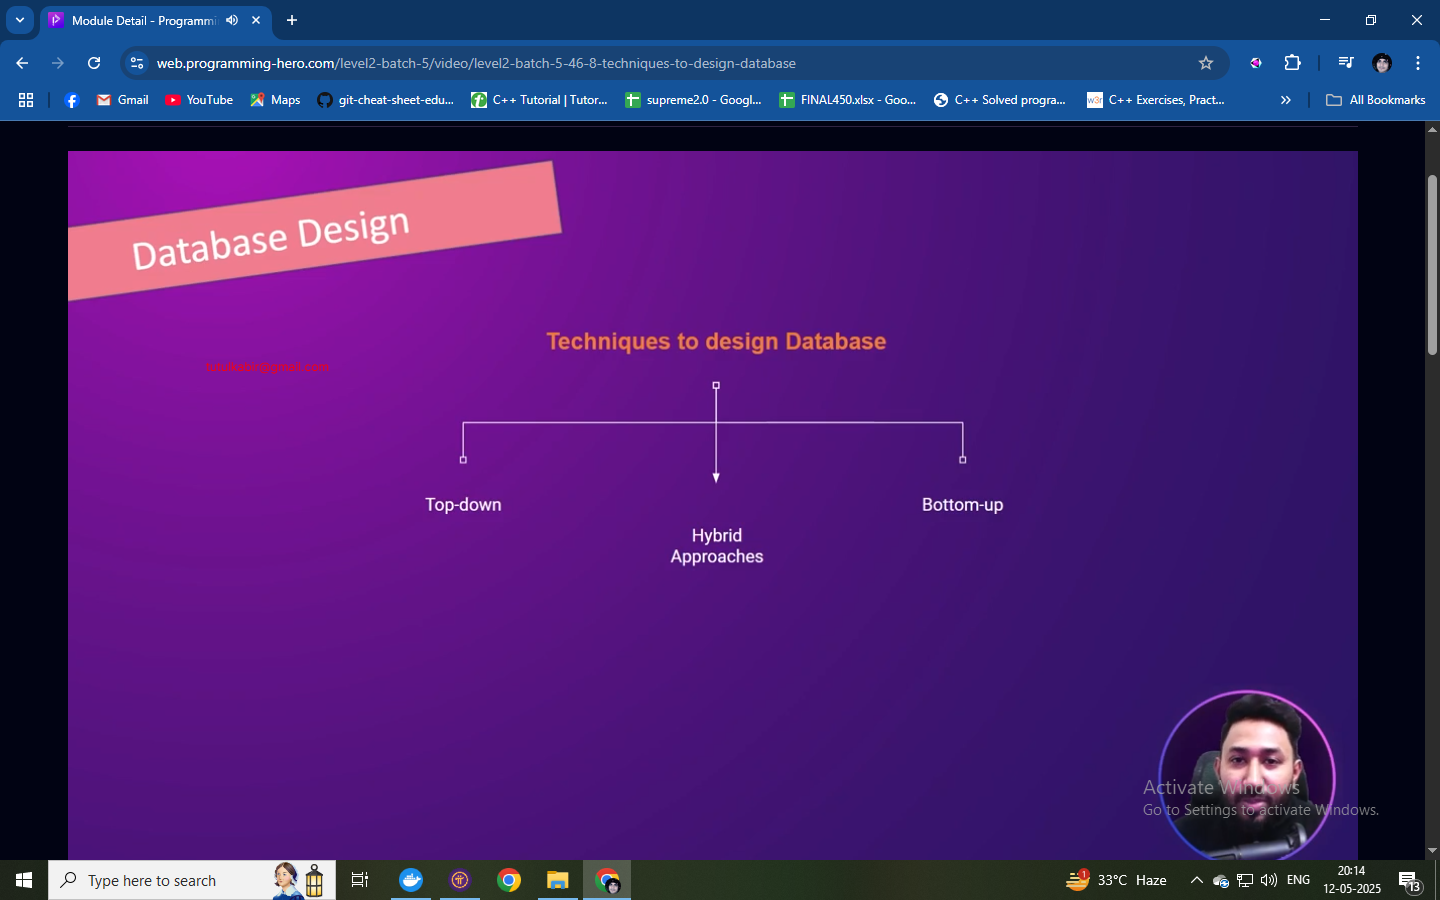 Module Detail - Programmi
web.programming-hero.com/level2-batch-5/video/level2-batch-5-46-8-techniques-to-design-database
Gmail
YouTube
Maps
git-cheat-sheet-edu...
C++ Tutorial | Tutor...
supreme2.0 - Googl...
FINAL450.xlsx - Goo...
C++ Solved progra...
w3r
C++ Exercises, Pract...
All Bookmarks
Database Design
Techniques to design Database
Top-down
Hybrid
Approaches
Bottom-up
Activate Windows
Go to Settings to activate Windows.
Type here to search
1
33°C Haze
ENG
20:14
12-05-2025
13